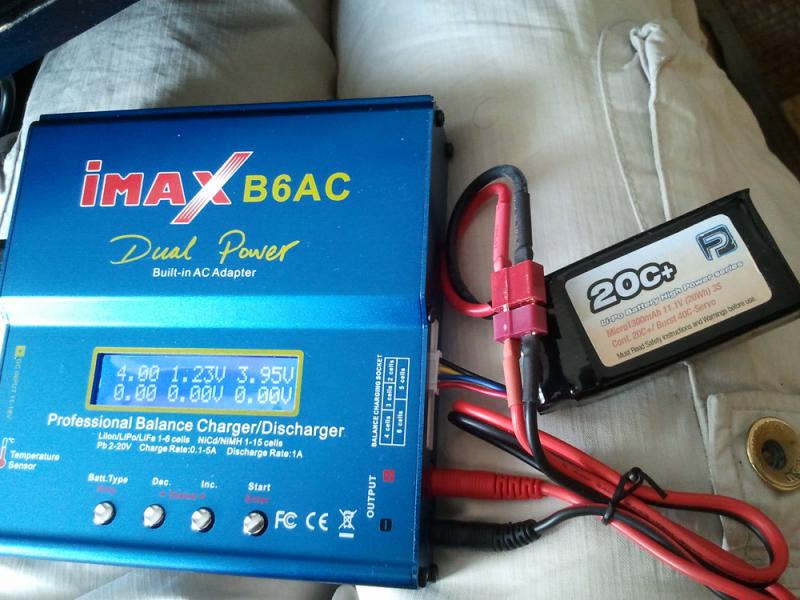 iMAX B6AC
Dual Power
Built-in AC Adapter
4.00 1.23V 3.95V
0.00 0.00V 0.00V
Professional Balance Charger/Discharger
LiIon/LiPo/LiFe 1-6 cells NiCd/NiMH 1-15 cells
Pb 2-20V Charge Rate:0.1-5A Discharge Rate:1A
°C
Temperature
Sensor
Batt.Type
Dec.
Inc.
Start
Stop
◄ Status ►
Enter
FC CE
OUTPUT
BALANCE CHARGING SOCKET
2 cells
3 cells
4 cells
5 cells
6 cells
20C+
Li-Po Battery High Power series
Micro1300mAh 11.1V (20Wh) 3S
Cont. 20C+/ Burst 40C-Servo
Must Read Safety instructions and Warnings before use.